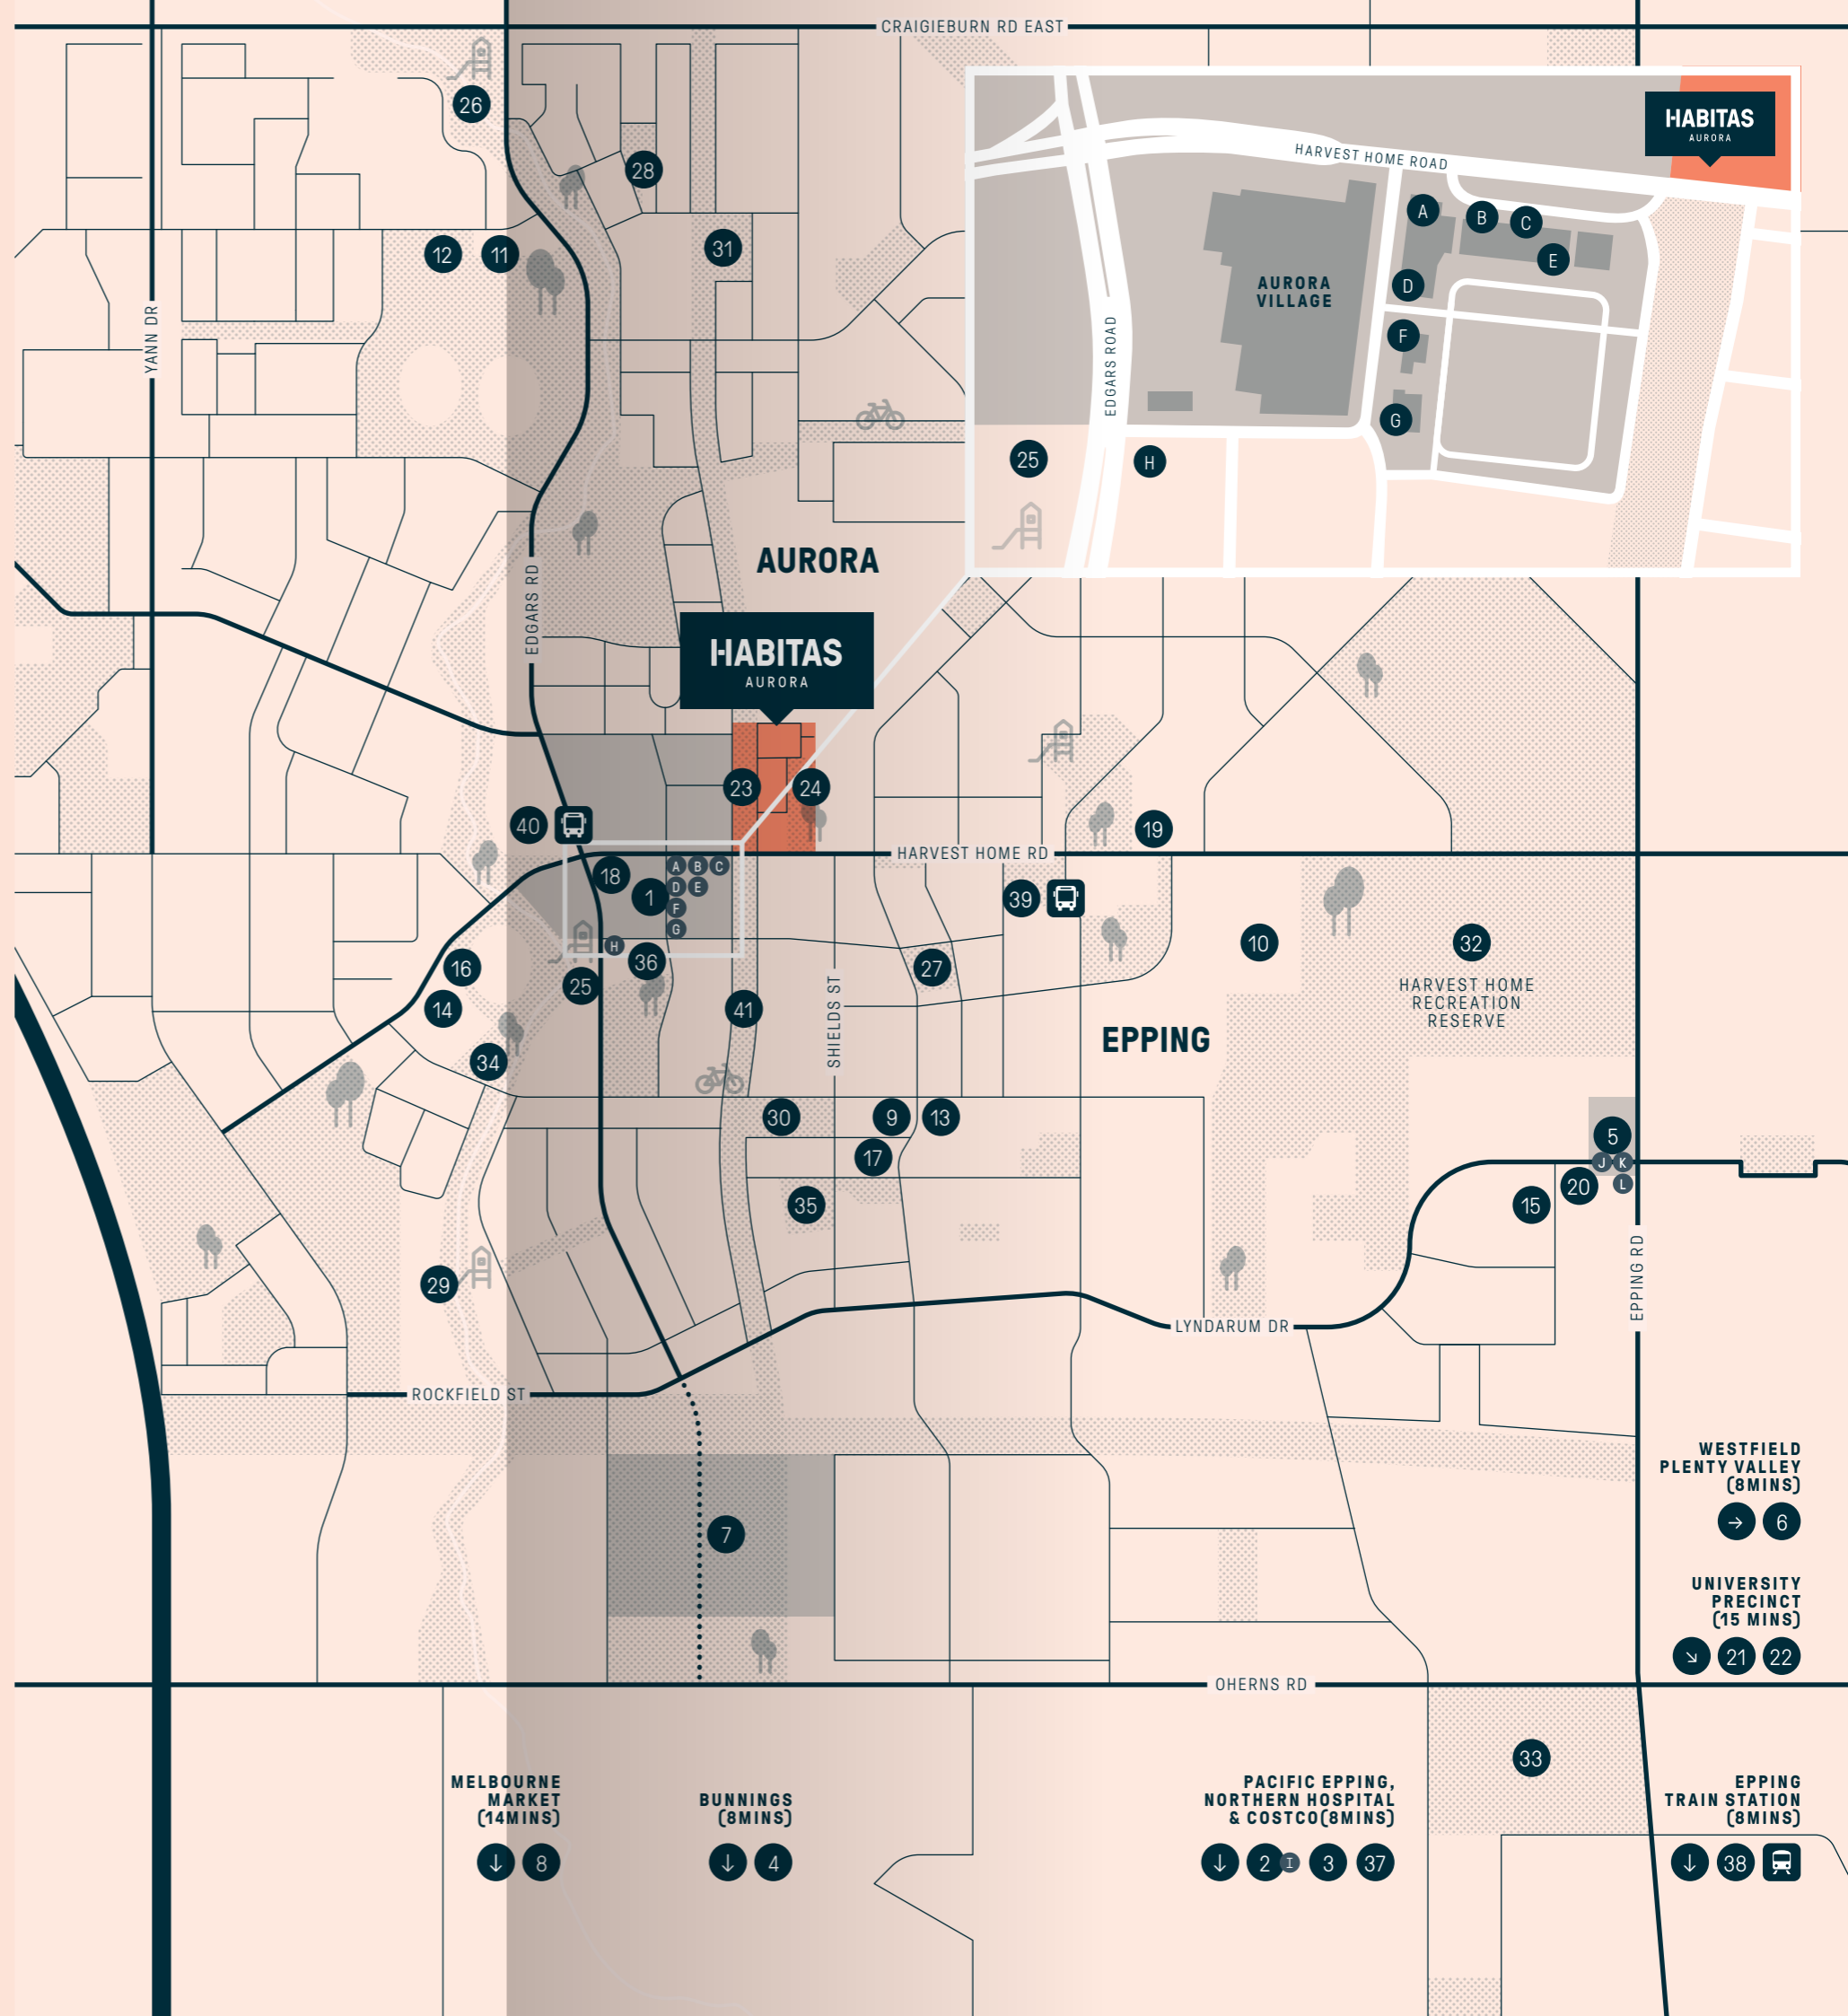 CRAIGIEBURN RD EAST
26
28
12
11
31
YANN DR
HABITAS
AURORA
HARVEST HOME ROAD
A
B
C
E
D
AURORA
VILLAGE
F
EDGARS ROAD
G
25
H
AURORA
EDGARS RD
HABITAS
AURORA
23
24
40
19
HARVEST HOME RD
18
A B C
1
D E
F
G
H
39
36
25
16
14
27
10
32
HARVEST HOME
RECREATION
RESERVE
41
SHIELDS ST
EPPING
34
30
9
13
17
5
J K
L
20
15
35
29
EPPING RD
LYNDARUM DR
ROCKFIELD ST
WESTFIELD
PLENTY VALLEY
(8MINS)
→ 6
7
UNIVERSITY
PRECINCT
(15 MINS)
↘ 21 22
OHERNS RD
33
MELBOURNE
MARKET
(14MINS)
↓ 8
BUNNINGS
(8MINS)
↓ 4
PACIFIC EPPING,
NORTHERN HOSPITAL
& COSTCO(8MINS)
↓ 2 I 3 37
EPPING
TRAIN STATION
(8MINS)
↓ 38